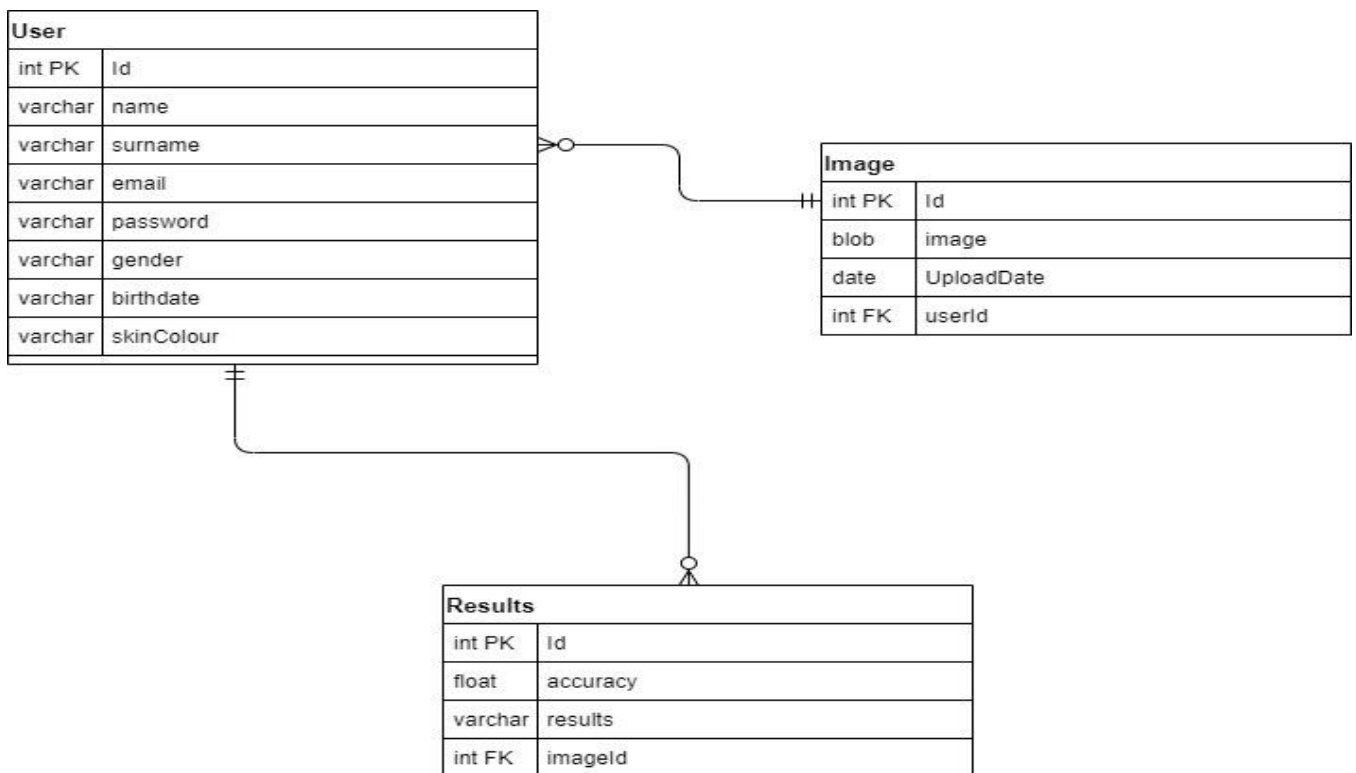 User
int PK Id
varchar name
varchar surname
varchar email
varchar password
varchar gender
varchar birthdate
varchar skinColour
Image
int PK Id
blob image
date UploadDate
int FK userId
Results
int PK Id
float accuracy
varchar results
int FK imageId